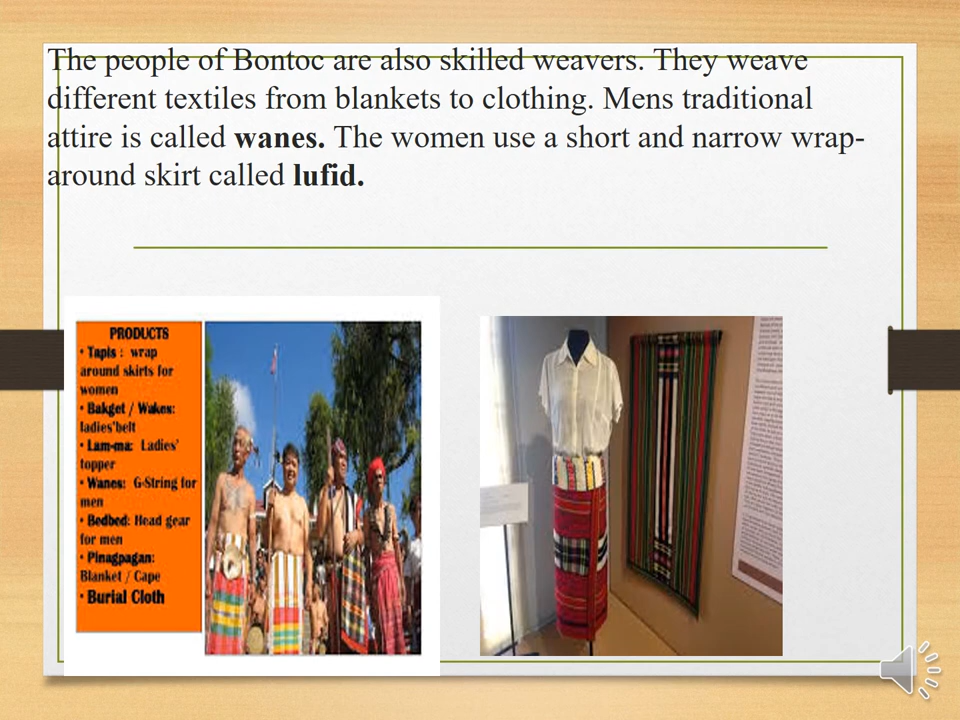 The people of Bontoc are also skilled weavers. They weave
different textiles from blankets to clothing. Mens traditional
attire is called wanes. The women use a short and narrow wrap-
around skirt called lufid.
PRODUCTS
• Tapis : wrap
around skirts for
women
• Bakget / Wakes:
ladies'belt
• Lam-ma: Ladies'
topper
• Wanes: G-String for
men
• Bedbed: Head gear
for men
• Pinagpagan:
Blanket / Cape
• Burial Cloth